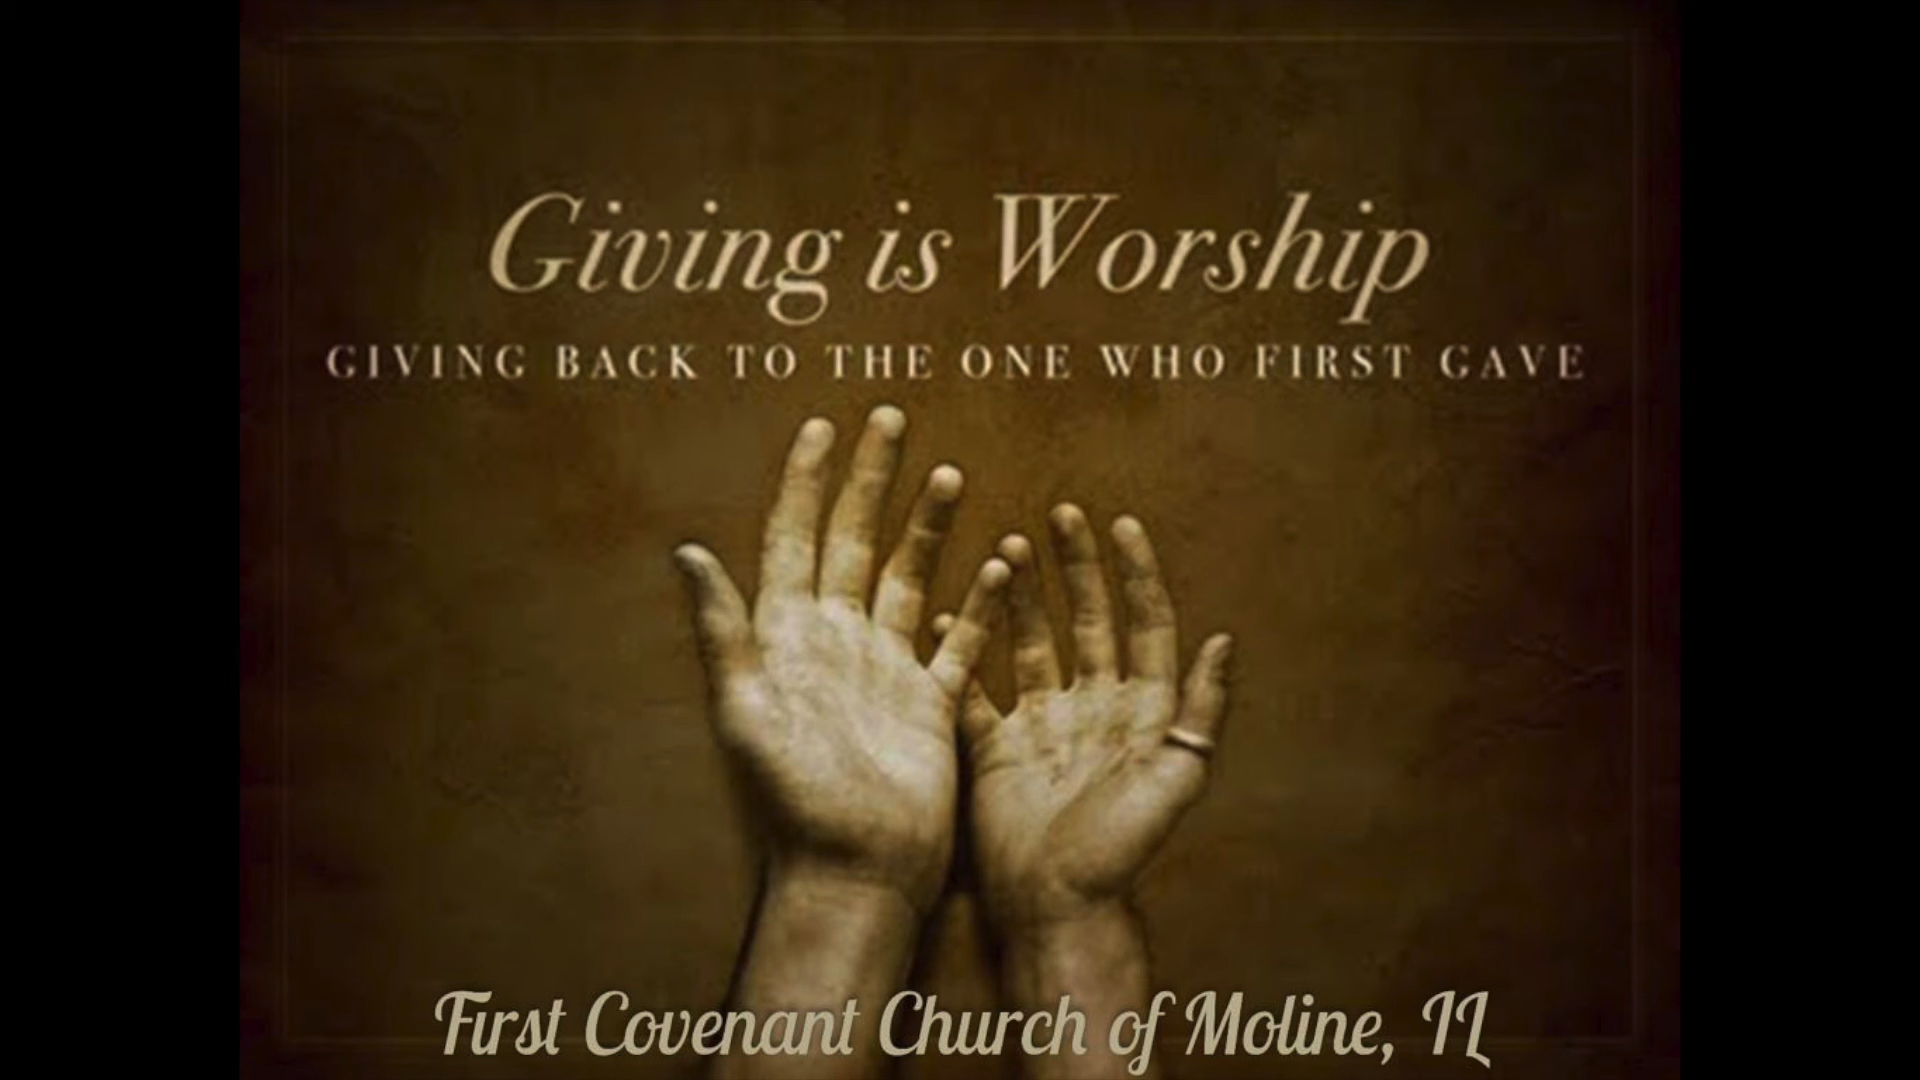 Giving is Worship
GIVING BACK TO THE ONE WHO FIRST GAVE
First Covenant Church of Moline, IL